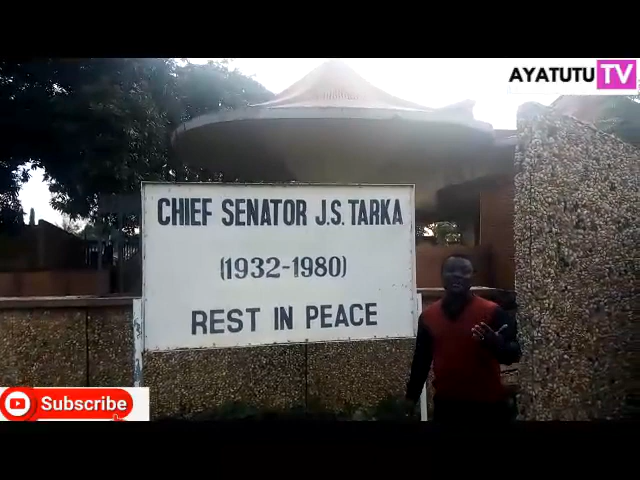 AYATUTU TV
CHIEF SENATOR J.S. TARKA
(1932-1980)
REST IN PEACE
Subscribe